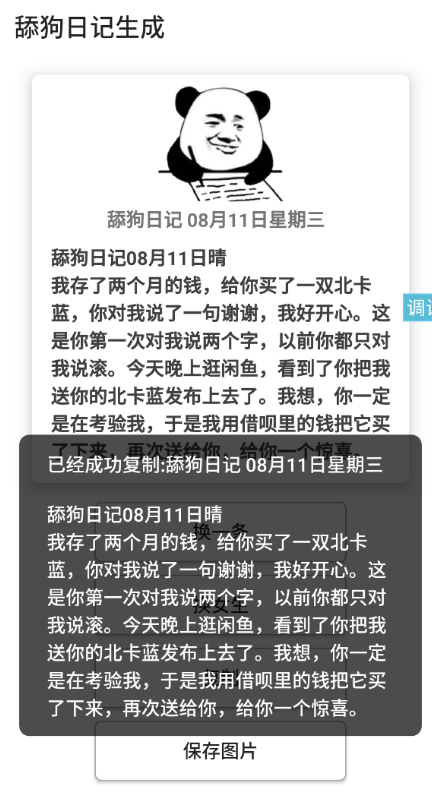 舔狗日记生成
舔狗日记 08月11日星期三
舔狗日记08月11日晴
我存了两个月的钱，给你买了一双北卡
蓝，你对我说了一句谢谢，我好开心。这
是你第一次对我说两个字，以前你都只对
我说滚。今天晚上逛闲鱼，看到了你把我
送你的北卡蓝发布上去了。我想，你一定
是在考验我，于是我用借呗里的钱把它买
了下来，再次送给你，给你一个惊喜。
已经成功复制:舔狗日记 08月11日星期三
舔狗日记08月11日晴
我存了两个月的钱，给你买了一双北卡
蓝，你对我说了一句谢谢，我好开心。这
是你第一次对我说两个字，以前你都只对
我说滚。今天晚上逛闲鱼，看到了你把我
送你的北卡蓝发布上去了。我想，你一定
是在考验我，于是我用借呗里的钱把它买
了下来，再次送给你，给你一个惊喜。
换一条
换女生
保存图片